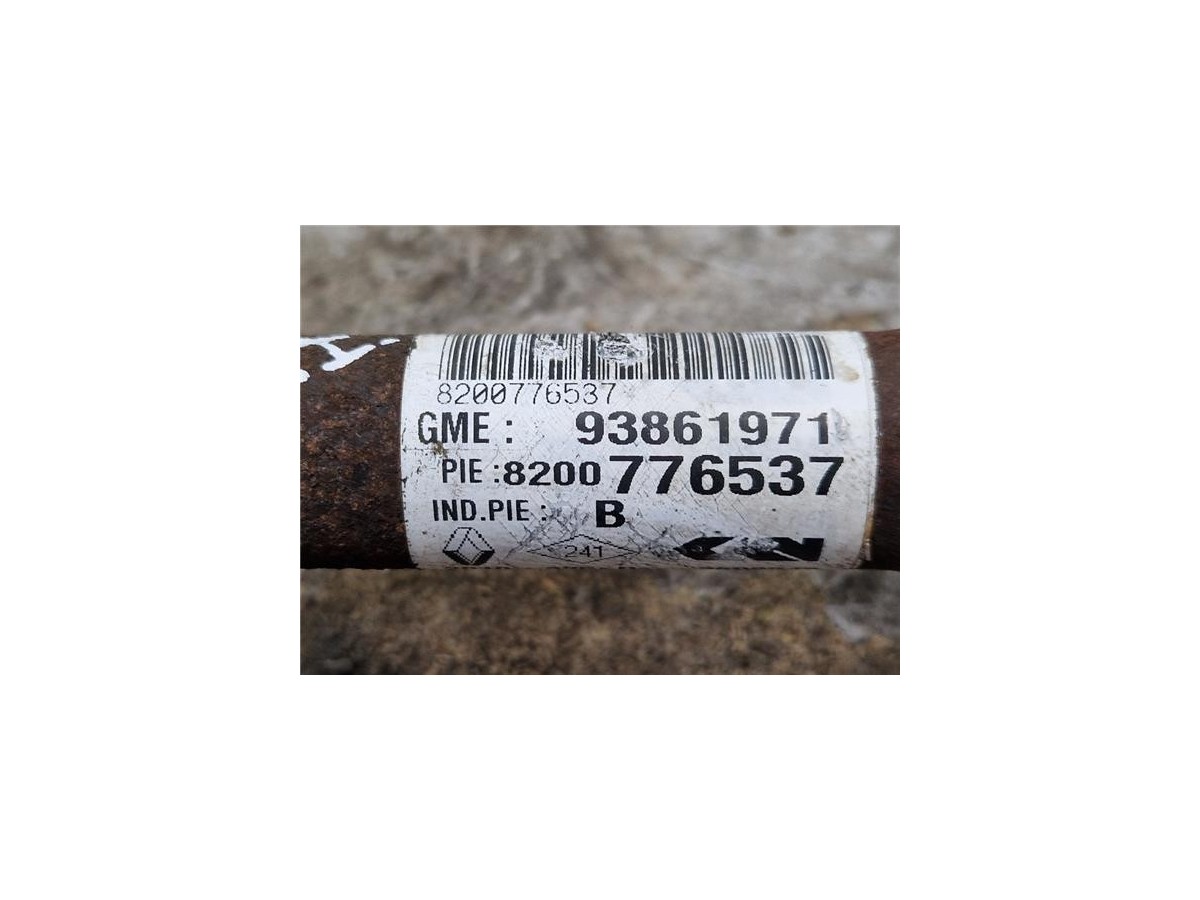 8200776537
GME : 93861971
PIE :8200776537
IND.PIE : B
241